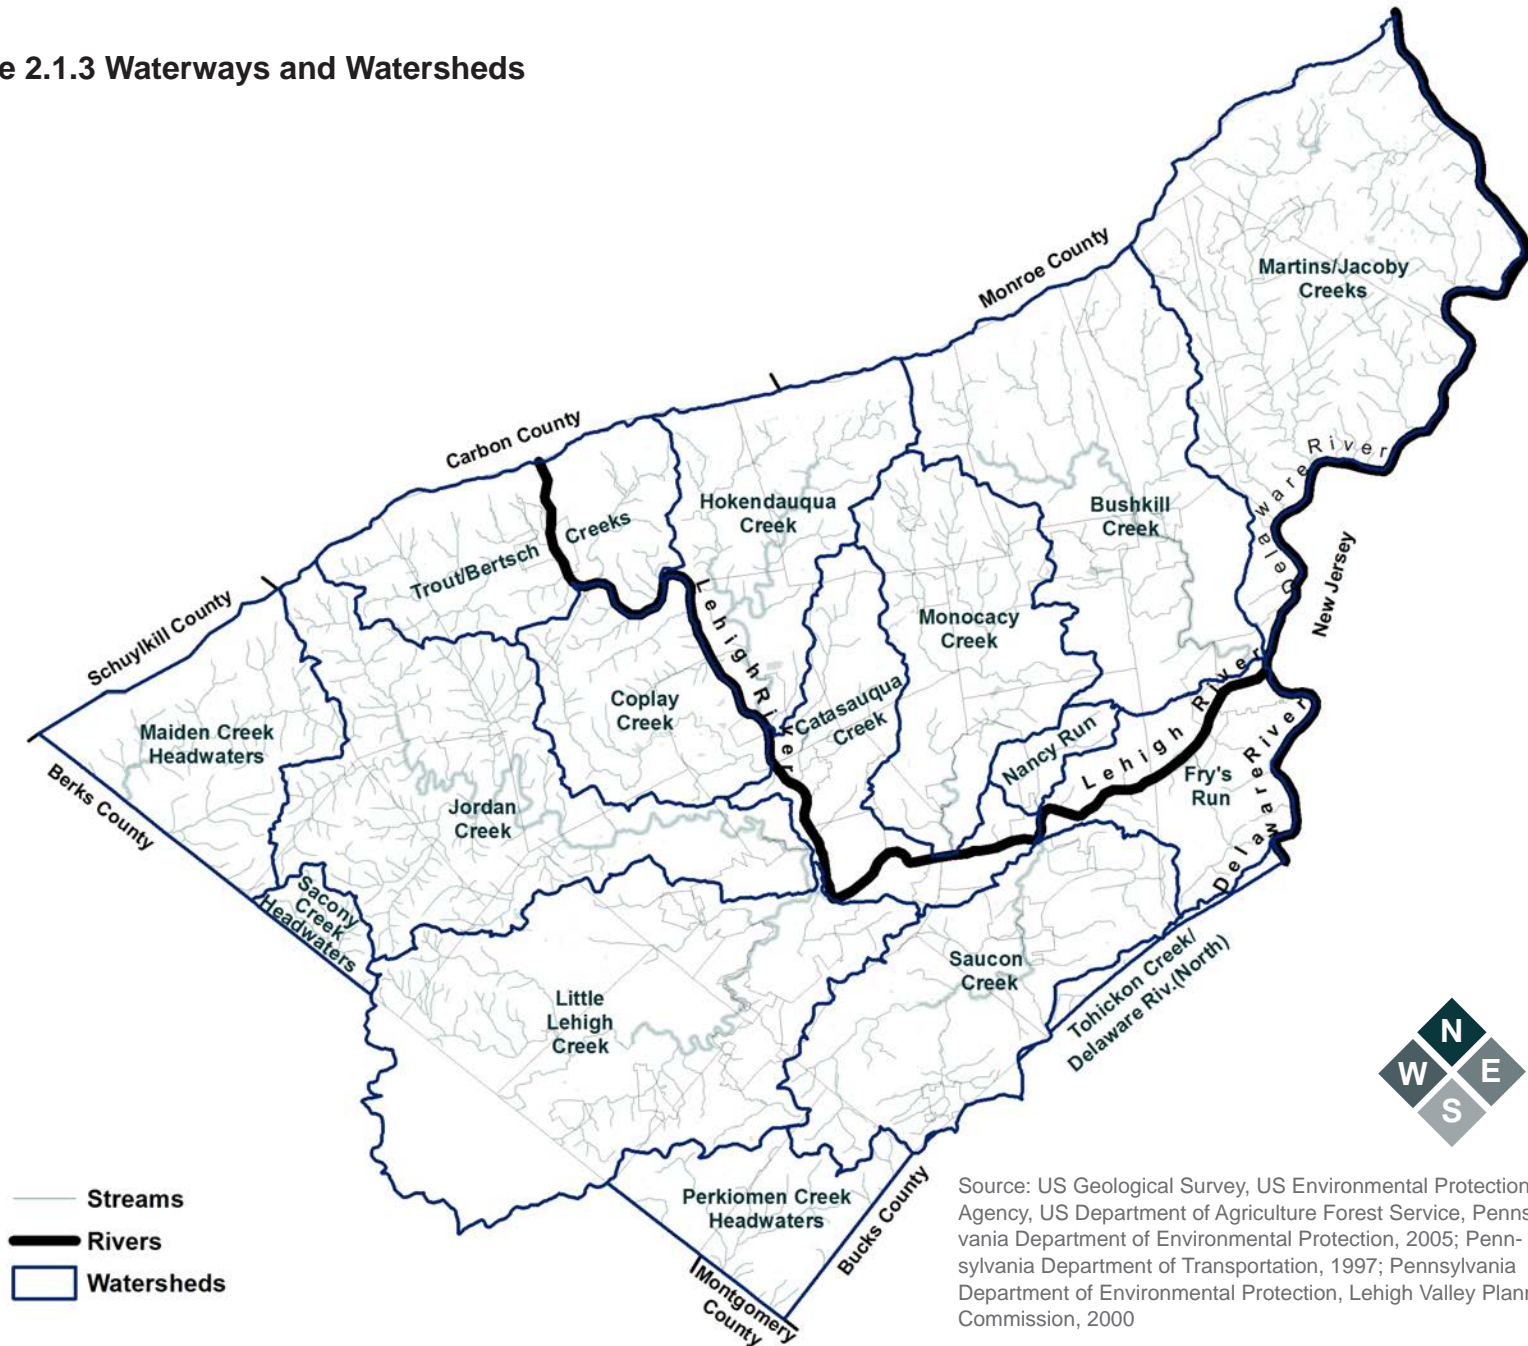 e 2.1.3 Waterways and Watersheds
Monroe County
Martins/Jacoby
Creeks
Carbon County
Delaware River
Hokendauqua
Creek
Bushkill
Creek
Trout/Bertsch Creeks
New Jersey
Schuylkill County
Lehigh River
Monocacy
Creek
Coplay
Creek
Catasauqua
Creek
Maiden Creek
Headwaters
Nancy Run
Lehigh River
Fry's
Run
Berks County
Jordan
Creek
Delaware River
Sacony
Creek
Headwaters
Saucon
Creek
Tohickon Creek/
Delaware Riv.(North)
Little
Lehigh
Creek
N
W E
S
Perkiomen Creek
Headwaters
Bucks County
Montgomery
County
Streams
Rivers
Watersheds
Source: US Geological Survey, US Environmental Protection
Agency, US Department of Agriculture Forest Service, Penns
vania Department of Environmental Protection, 2005; Penn-
sylvania Department of Transportation, 1997; Pennsylvania
Department of Environmental Protection, Lehigh Valley Plann
Commission, 2000